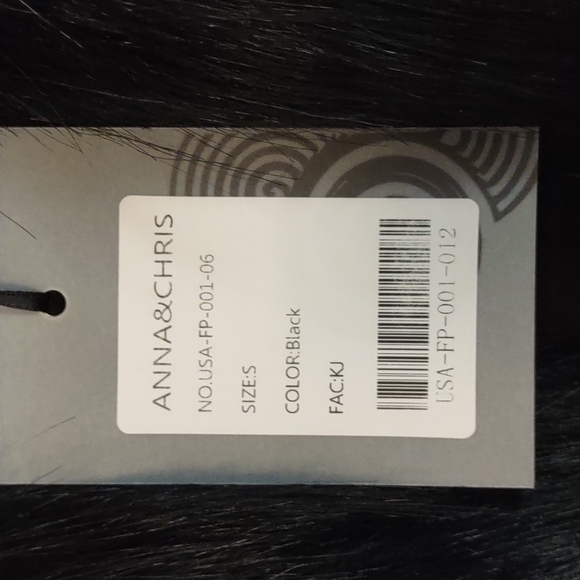 ANNA&CHRIS
NO.USA-FP-001-06
SIZE:S
COLOR:Black
FAC:KJ
USA-FP-001-012